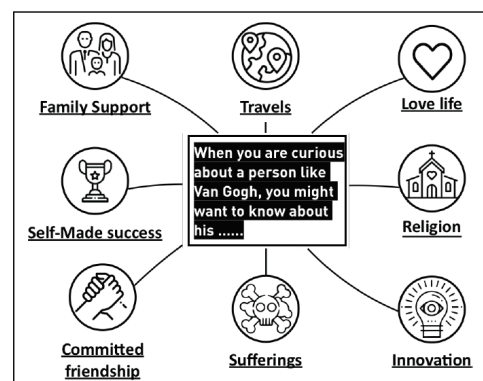 Family Support
Travels
Love life
When you are curious
about a person like
Van Gogh, you might
want to know about
his ......
Self-Made success
Religion
Committed
friendship
Sufferings
Innovation